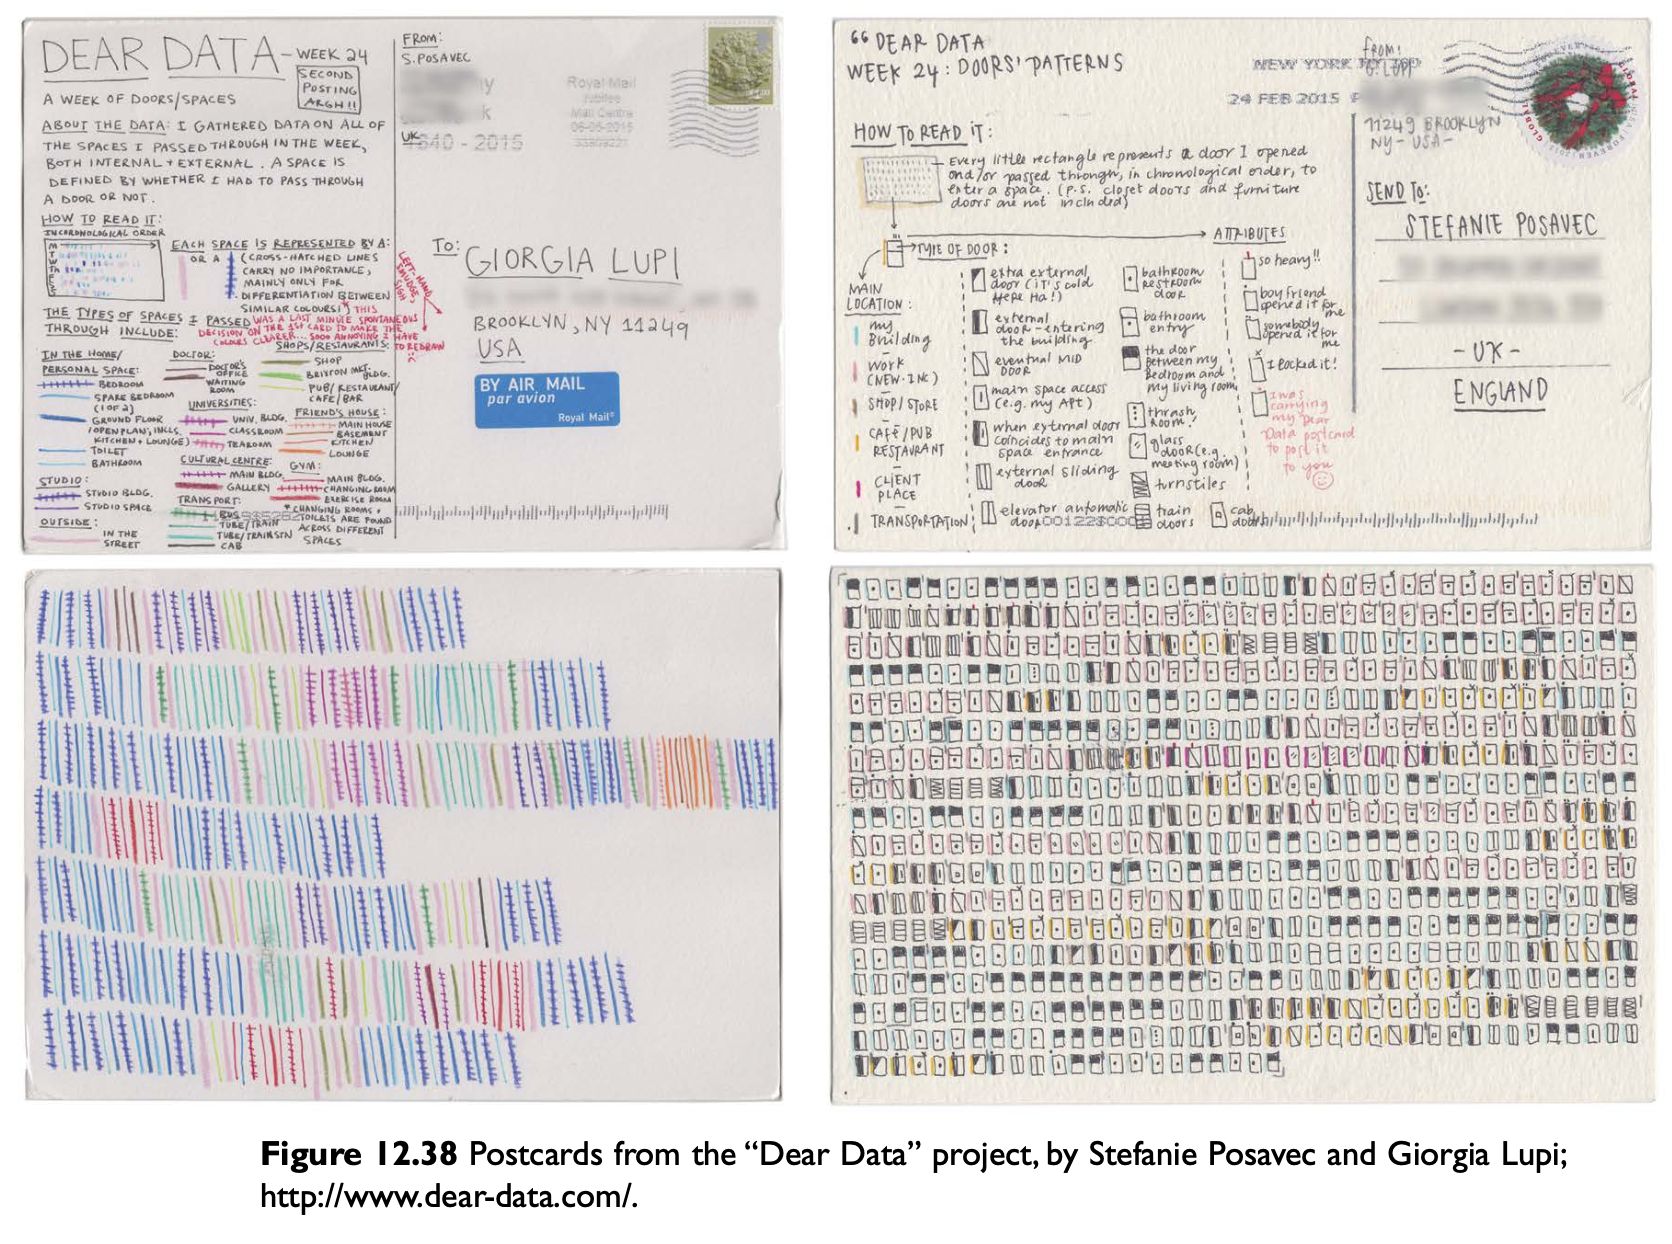 DEAR DATA - WEEK 24
SECOND
POSTING
ARGH!!
A WEEK OF DOORS/SPACES
ABOUT THE DATA: I GATHERED DATA ON ALL OF
THE SPACES I PASSED THROUGH IN THE WEEK,
BOTH INTERNAL + EXTERNAL. A SPACE IS
DEFINED BY WHETHER I HAD TO PASS THROUGH
A DOOR OR NOT.
HOW TO READ IT:
IN CHRONOLOGICAL ORDER
M
T
W
TH
F
S
S
EACH SPACE IS REPRESENTED BY A:
OR A
(CROSS-HATCHED LINES
CARRY NO IMPORTANCE,
MAINLY ONLY FOR
DIFFERENTIATION BETWEEN
SIMILAR COLOURS!) THIS
WAS A LAST MINUTE SPONTANEOUS
DECISION ON THE 1ST CARD TO MAKE THE
COLOURS CLEARER... SOOO ANNOYING I HAVE
TO REDRAW
LEFT-HAND
SMUDGE,
SIGH
THE TYPES OF SPACES I PASSED
THROUGH INCLUDE:
IN THE HOME/
PERSONAL SPACE:
BEDROOM
SPARE BEDROOM
(1 OF 2)
GROUND FLOOR
(OPEN PLAN, INCLS.
KITCHEN + LOUNGE)
TOILET
BATHROOM
STUDIO:
STUDIO BLDG.
STUDIO SPACE
OUTSIDE:
IN THE
STREET
DOCTOR:
DOCTOR'S
OFFICE
WAITING
ROOM
UNIVERSITIES:
UNIV. BLDG.
CLASSROOM
TEAROOM
CULTURAL CENTRE:
MAIN BLDG.
GALLERY
TRANSPORT:
BUS
TUBE/TRAIN
TUBE/TRAIN STN
CAB
SHOPS/RESTAURANTS:
SHOP
BRIXTON MKT.
BLDG.
PUB/RESTAURANT/
CAFE/BAR
FRIEND'S HOUSE:
MAIN HOUSE
BASEMENT
KITCHEN
LOUNGE
GYM:
MAIN BLDG.
CHANGING ROOM
EXERCISE ROOM
*CHANGING ROOMS +
TOILETS ARE FOUND
ACROSS DIFFERENT
SPACES
FROM:
S. POSAVEC
UK
1840 - 2015
Royal Mail
Jubilee
Mail Centre
06-05-2015
TO: GIORGIA LUPI
BROOKLYN, NY 11249
USA
BY AIR MAIL
par avion
Royal Mail
“DEAR DATA
WEEK 24: DOORS' PATTERNS
FROM:
G. LUPI
NEW YORK NY 100
24 FEB 2015 P
11249 BROOKLYN
NY - USA -
FOREVER
GLOBAL
HOW TO READ IT:
Every little rectangle represents a door I opened
and/or passed through, in chronological order, to
enter a space. (p.s. closet doors and furniture
doors are not included)
MAIN
LOCATION:
my
building
work
(NEW-INC)
SHOP/STORE
CAFÉ/PUB
RESTAURANT
CLIENT
PLACE
TRANSPORTATION
TYPE OF DOOR:
extra external
door (it's cold
HERE Ha!)
external
door - entering
the building
eventual MID
DOOR
main space access
(e.g. my APT)
when external door
coincides to main
space entrance
external sliding
door
elevator automatic
door
bathroom
restroom
door
bathroom
entry
the door
between my
bedroom and
my living room
thrash
room!
glass
door (e.g.
meeting room)
turnstiles
train
doors
cab
doors
ATTRIBUTES
so heavy!!
boyfriend
opened it for
me
somebody
opened it for
me
I locked it!
I was
carrying
my Dear
Data postcard
to post it
to you
SEND TO:
STEFANIE POSAVEC
- UK -
ENGLAND
Figure 12.38 Postcards from the “Dear Data” project, by Stefanie Posavec and Giorgia Lupi;
http://www.dear-data.com/.